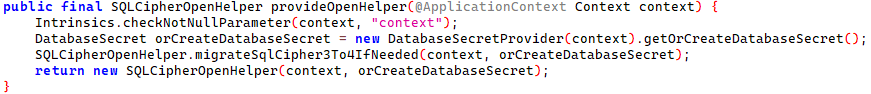 public final SQLCipherOpenHelper provideOpenHelper(@ApplicationContext Context context) {
    Intrinsics.checkNotNullParameter(context, "context");
    DatabaseSecret orCreateDatabaseSecret = new DatabaseSecretProvider(context).getOrCreateDatabaseSecret();
    SQLCipherOpenHelper.migrateSqlCipher3To4IfNeeded(context, orCreateDatabaseSecret);
    return new SQLCipherOpenHelper(context, orCreateDatabaseSecret);
}